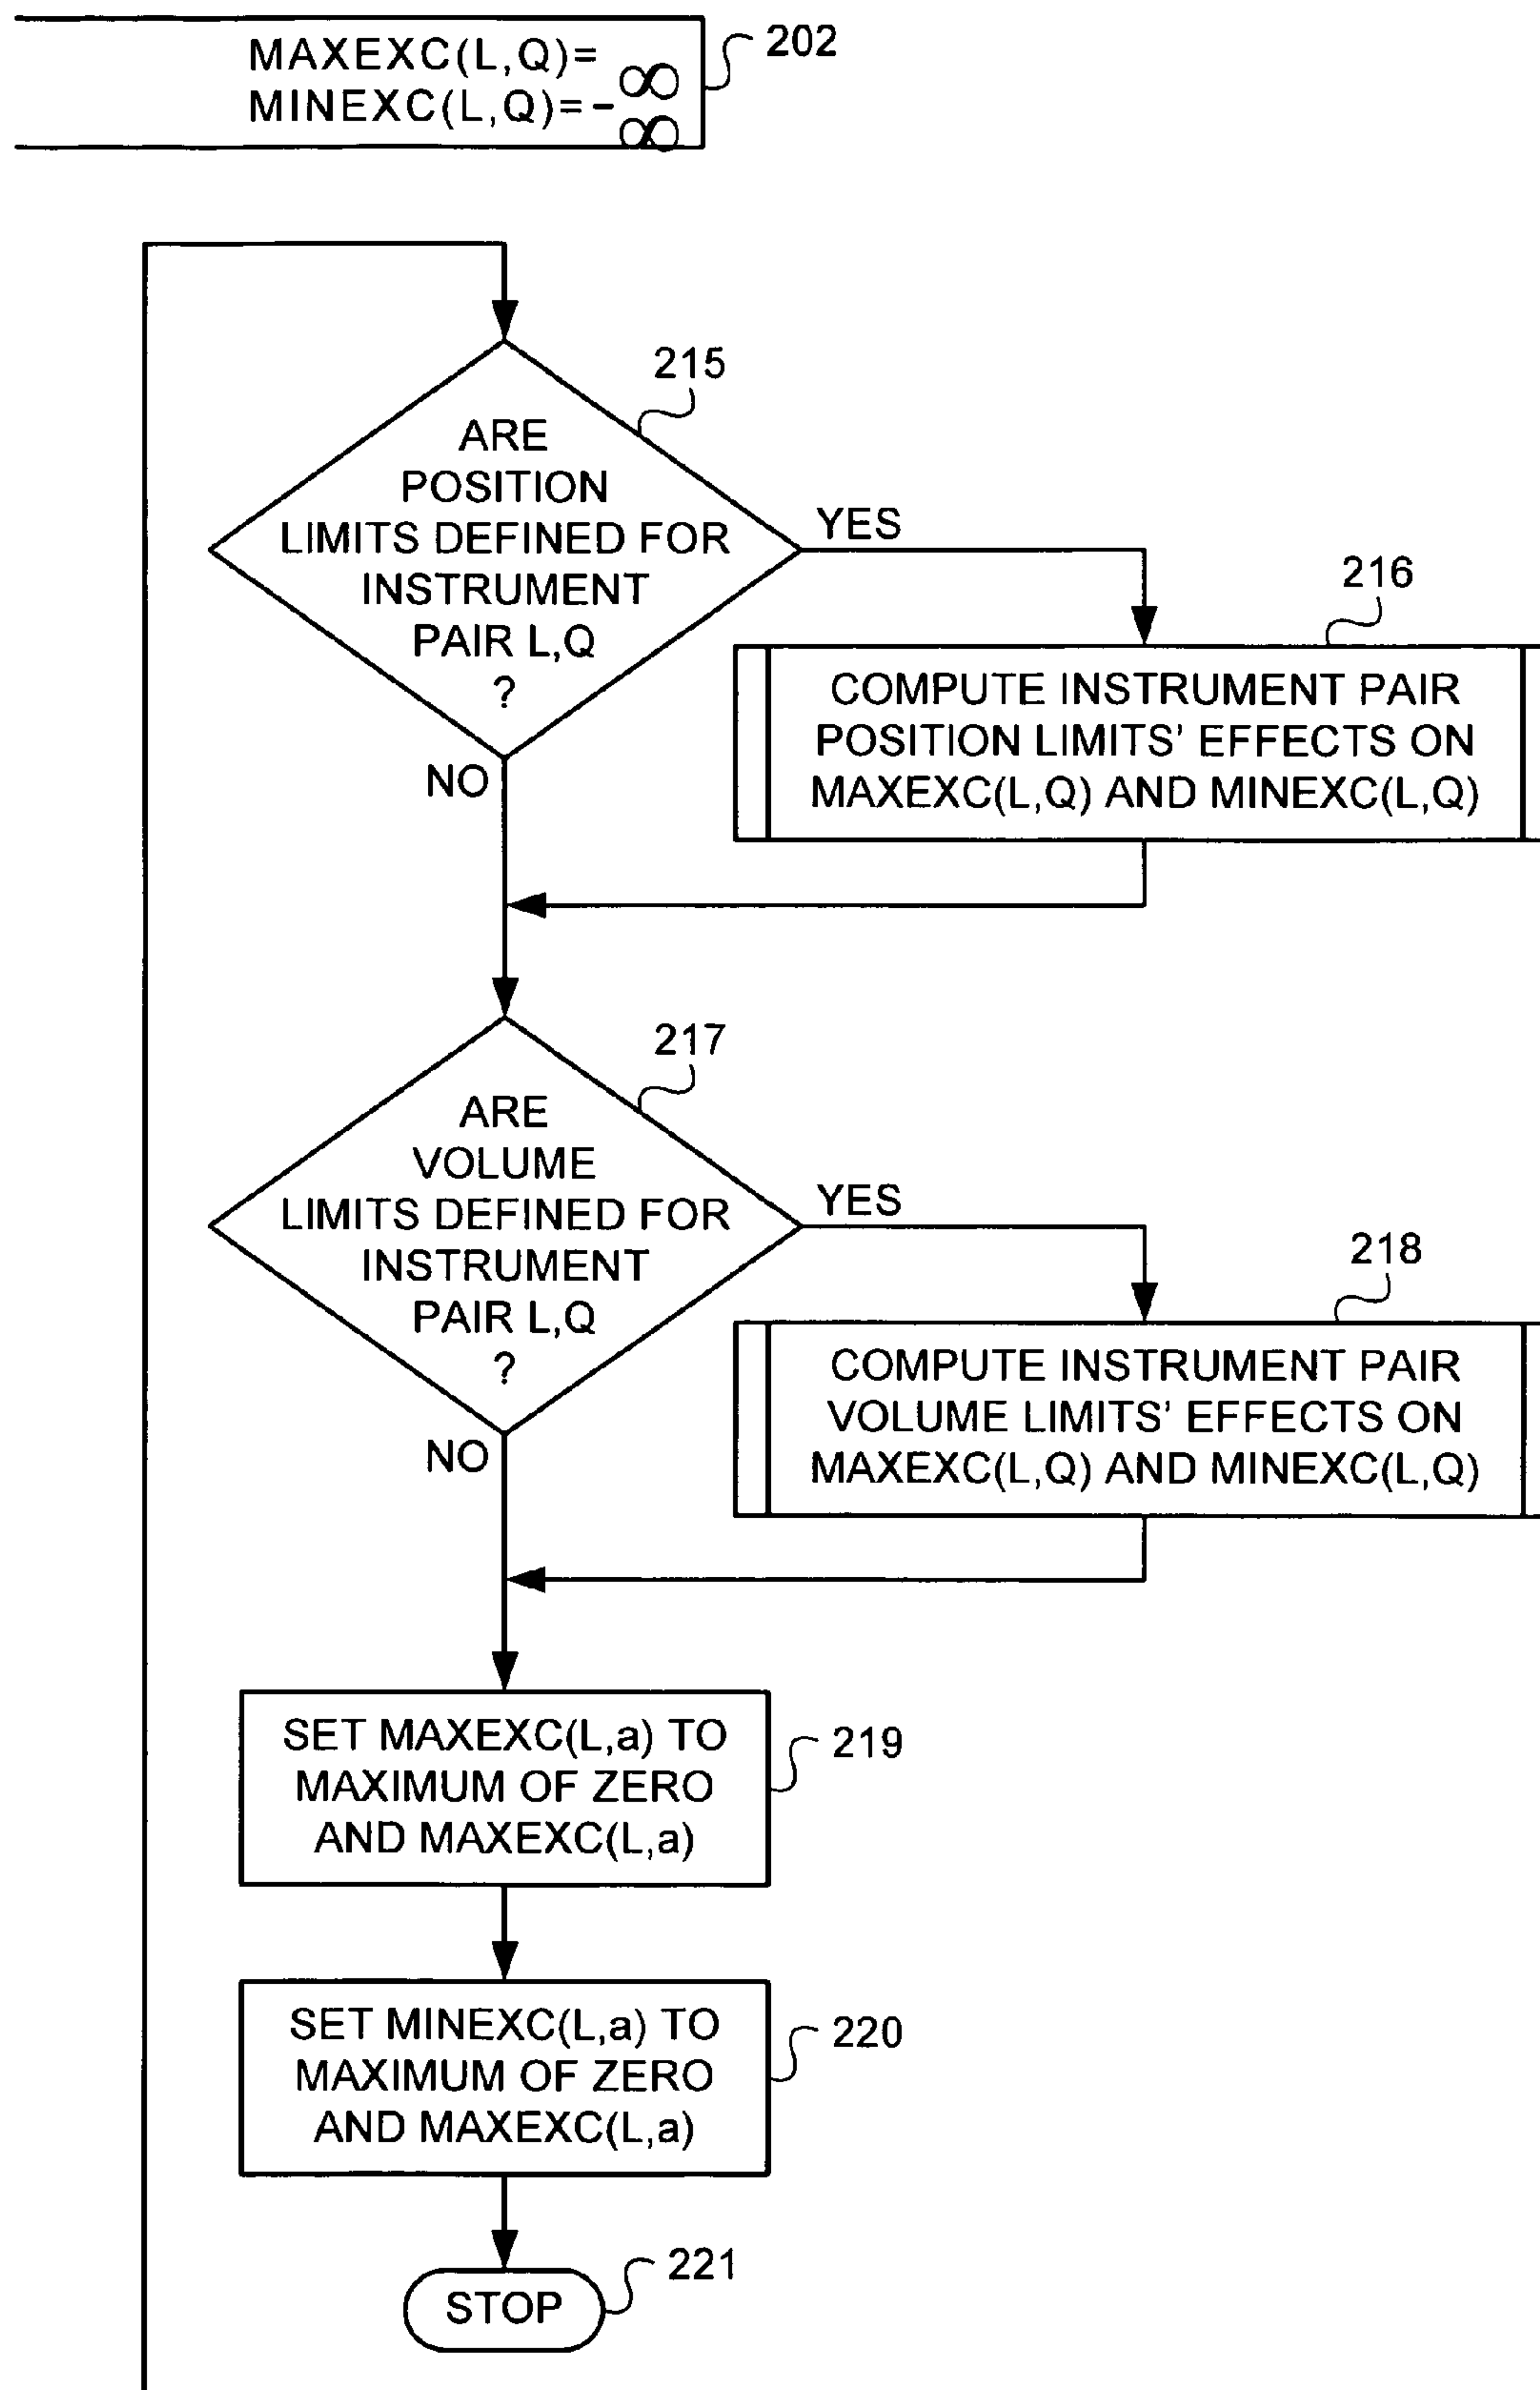 MAXEXC(L,Q)= ∞
MINEXC(L,Q)=- ∞
202
215
ARE
POSITION
LIMITS DEFINED FOR
INSTRUMENT
PAIR L,Q
?
YES
NO
216
COMPUTE INSTRUMENT PAIR
POSITION LIMITS' EFFECTS ON
MAXEXC(L,Q) AND MINEXC(L,Q)
217
ARE
VOLUME
LIMITS DEFINED FOR
INSTRUMENT
PAIR L,Q
?
YES
NO
218
COMPUTE INSTRUMENT PAIR
VOLUME LIMITS' EFFECTS ON
MAXEXC(L,Q) AND MINEXC(L,Q)
SET MAXEXC(L,a) TO
MAXIMUM OF ZERO
AND MAXEXC(L,a)
219
SET MINEXC(L,a) TO
MAXIMUM OF ZERO
AND MAXEXC(L,a)
220
STOP
221